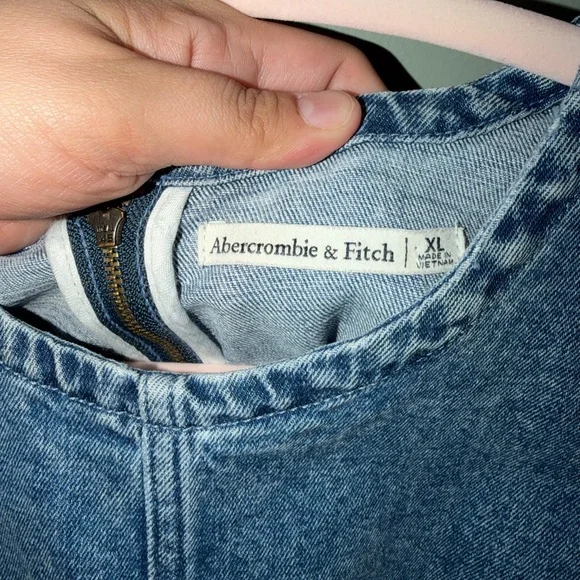 Abercrombie & Fitch
XL
MADE IN
VIETNAM